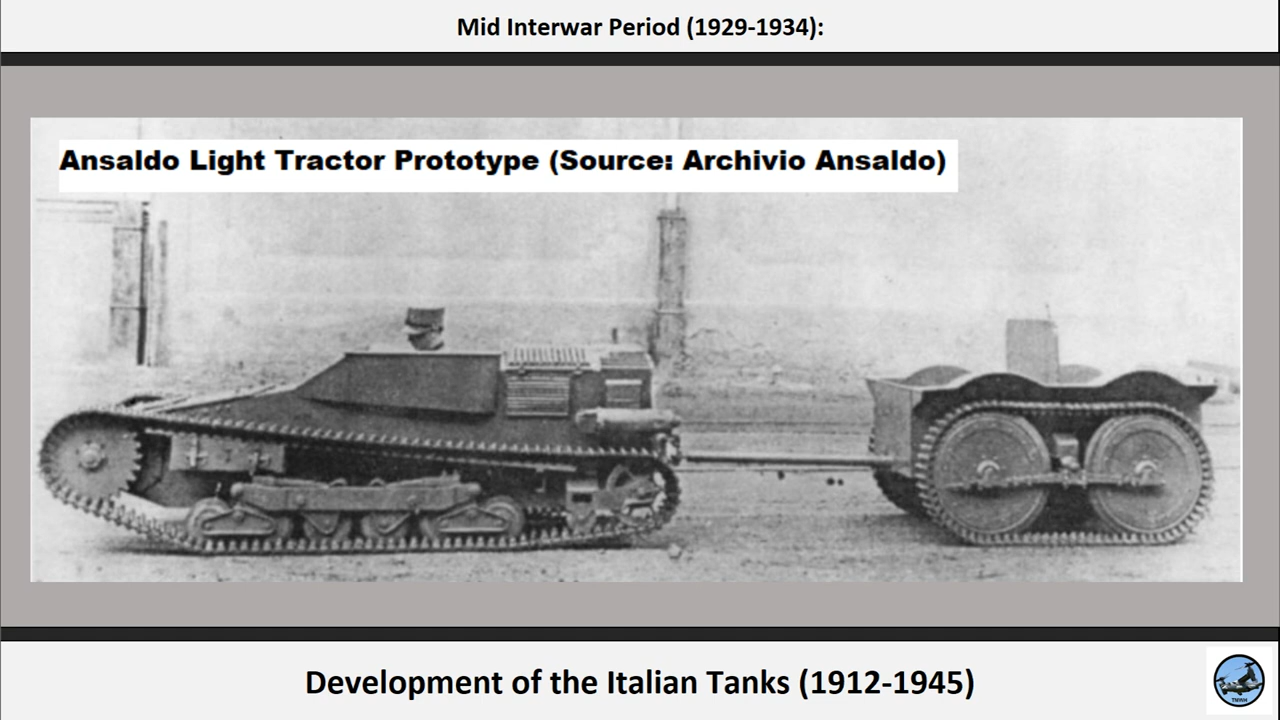 Mid Interwar Period (1929-1934):
Ansaldo Light Tractor Prototype (Source: Archivio Ansaldo)
Development of the Italian Tanks (1912-1945)